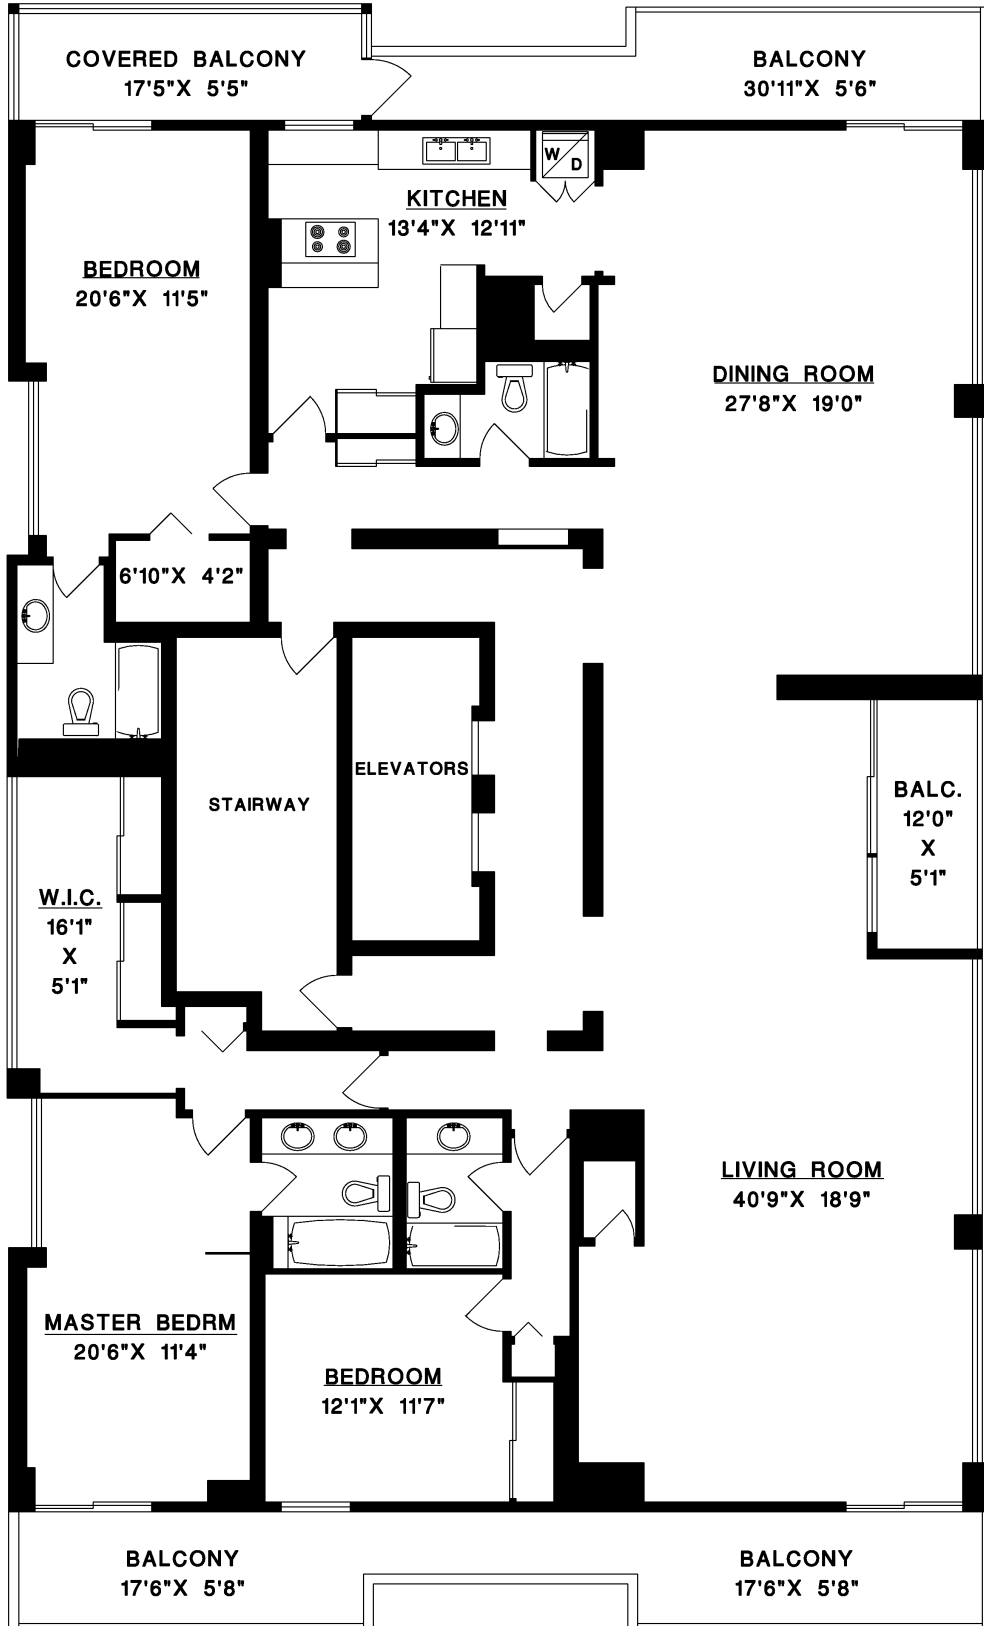 COVERED BALCONY
17'5"X 5'5"
BALCONY
30'11"X 5'6"
W
D
KITCHEN
13'4"X 12'11"
BEDROOM
20'6"X 11'5"
DINING ROOM
27'8"X 19'0"
6'10"X 4'2"
ELEVATORS
STAIRWAY
BALC.
12'0"
X
5'1"
W.I.C.
16'1"
X
5'1"
LIVING ROOM
40'9"X 18'9"
MASTER BEDRM
20'6"X 11'4"
BEDROOM
12'1"X 11'7"
BALCONY
17'6"X 5'8"
BALCONY
17'6"X 5'8"